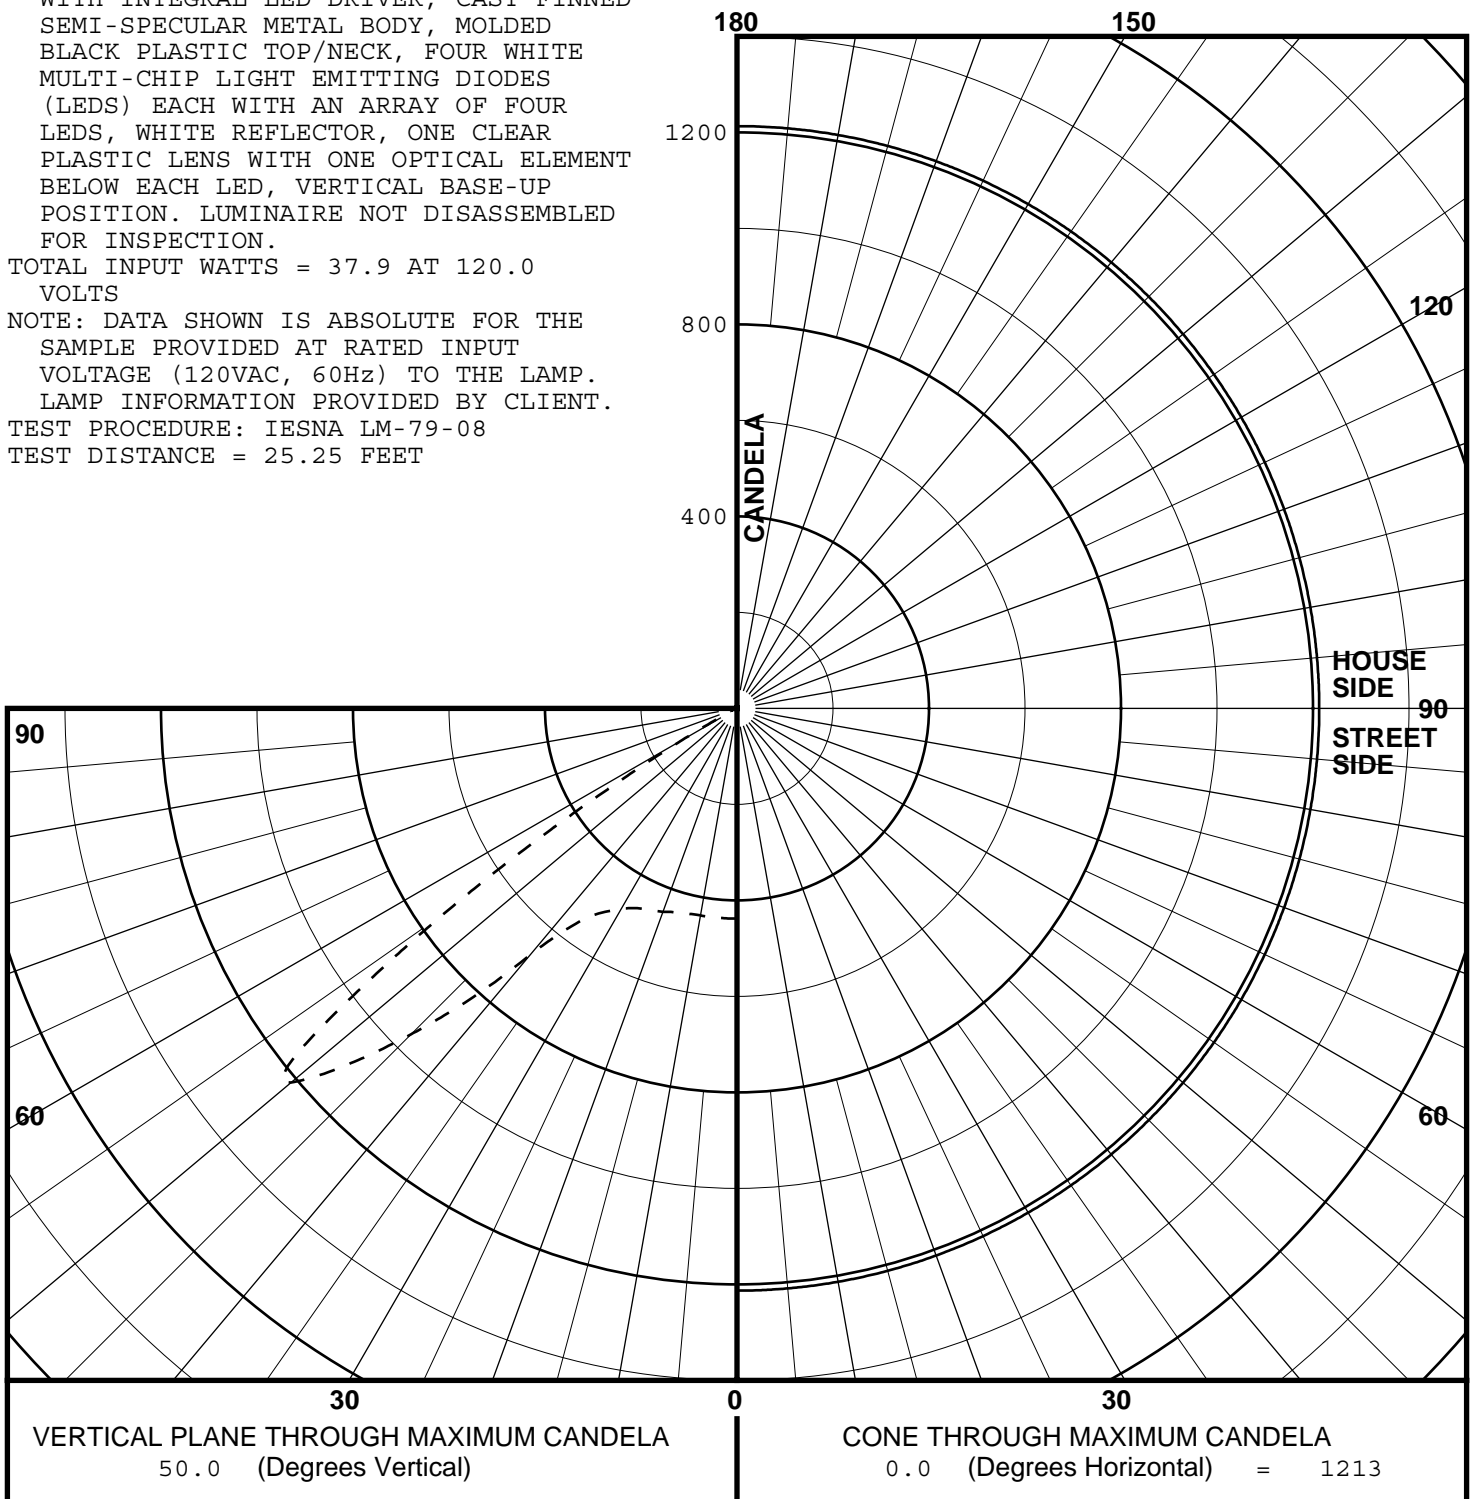 WITH INTEGRAL LED DRIVER, CAST FINNED
SEMI-SPECULAR METAL BODY, MOLDED
BLACK PLASTIC TOP/NECK, FOUR WHITE
MULTI-CHIP LIGHT EMITTING DIODES
(LEDS) EACH WITH AN ARRAY OF FOUR
LEDS, WHITE REFLECTOR, ONE CLEAR
PLASTIC LENS WITH ONE OPTICAL ELEMENT
BELOW EACH LED, VERTICAL BASE-UP
POSITION. LUMINAIRE NOT DISASSEMBLED
FOR INSPECTION.
TOTAL INPUT WATTS = 37.9 AT 120.0
VOLTS
NOTE: DATA SHOWN IS ABSOLUTE FOR THE
SAMPLE PROVIDED AT RATED INPUT
VOLTAGE (120VAC, 60Hz) TO THE LAMP.
LAMP INFORMATION PROVIDED BY CLIENT.
TEST PROCEDURE: IESNA LM-79-08
TEST DISTANCE = 25.25 FEET
180
150
1200
120
800
CANDELA
400
HOUSE
SIDE
90
90
STREET
SIDE
60
60
30
0
30
VERTICAL PLANE THROUGH MAXIMUM CANDELA
50.0 (Degrees Vertical)
CONE THROUGH MAXIMUM CANDELA
0.0 (Degrees Horizontal) = 1213